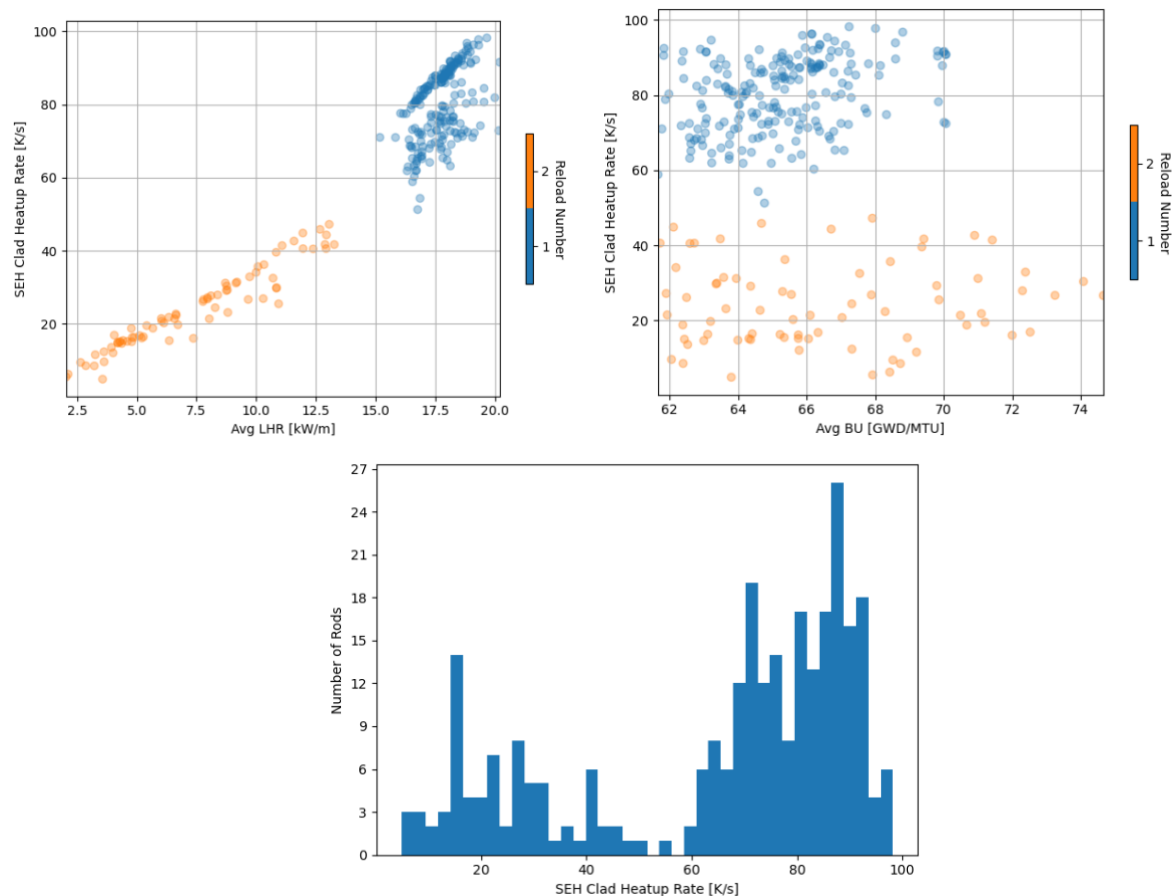 100
80
60
40
20
SEH Clad Heatup Rate [K/s]
2.5 5.0 7.5 10.0 12.5 15.0 17.5 20.0
Avg LHR [kW/m]
2
1
Reload Number
100
80
60
40
20
SEH Clad Heatup Rate [K/s]
62 64 66 68 70 72 74
Avg BU [GWD/MTU]
2
1
Reload Number
27
24
21
18
15
12
9
6
3
0
Number of Rods
20 40 60 80 100
SEH Clad Heatup Rate [K/s]